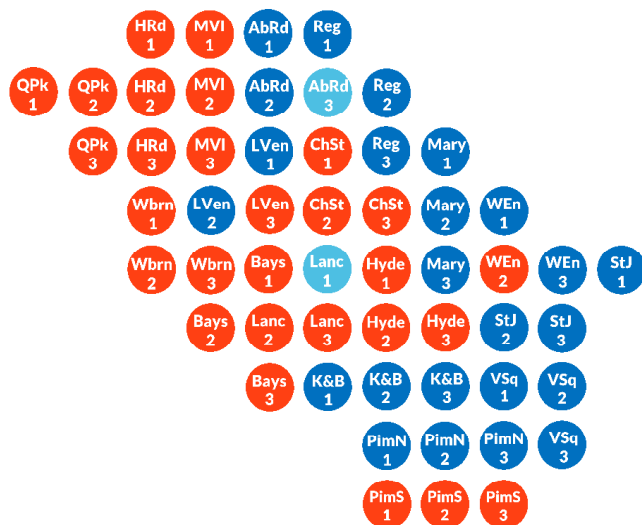 HRd MVl AbRd Reg
1 1 1 1
QPk QPk HRd MVl AbRd AbRd Reg
1 2 2 2 2 3 2
QPk HRd MVl LVen ChSt Reg Mary
3 3 3 1 1 3 1
Wbrn LVen LVen ChSt ChSt Mary WEn
1 2 3 2 3 2 1
Wbrn Wbrn Bays Lanc Hyde Mary WEn WEn StJ
2 3 1 1 1 3 2 3 1
Bays Lanc Lanc Hyde Hyde StJ StJ
2 2 3 2 3 2 3
Bays K&B K&B K&B VSq VSq
3 1 2 3 1 2
PimN PimN PimN VSq
1 2 3 3
PimS PimS PimS
1 2 3